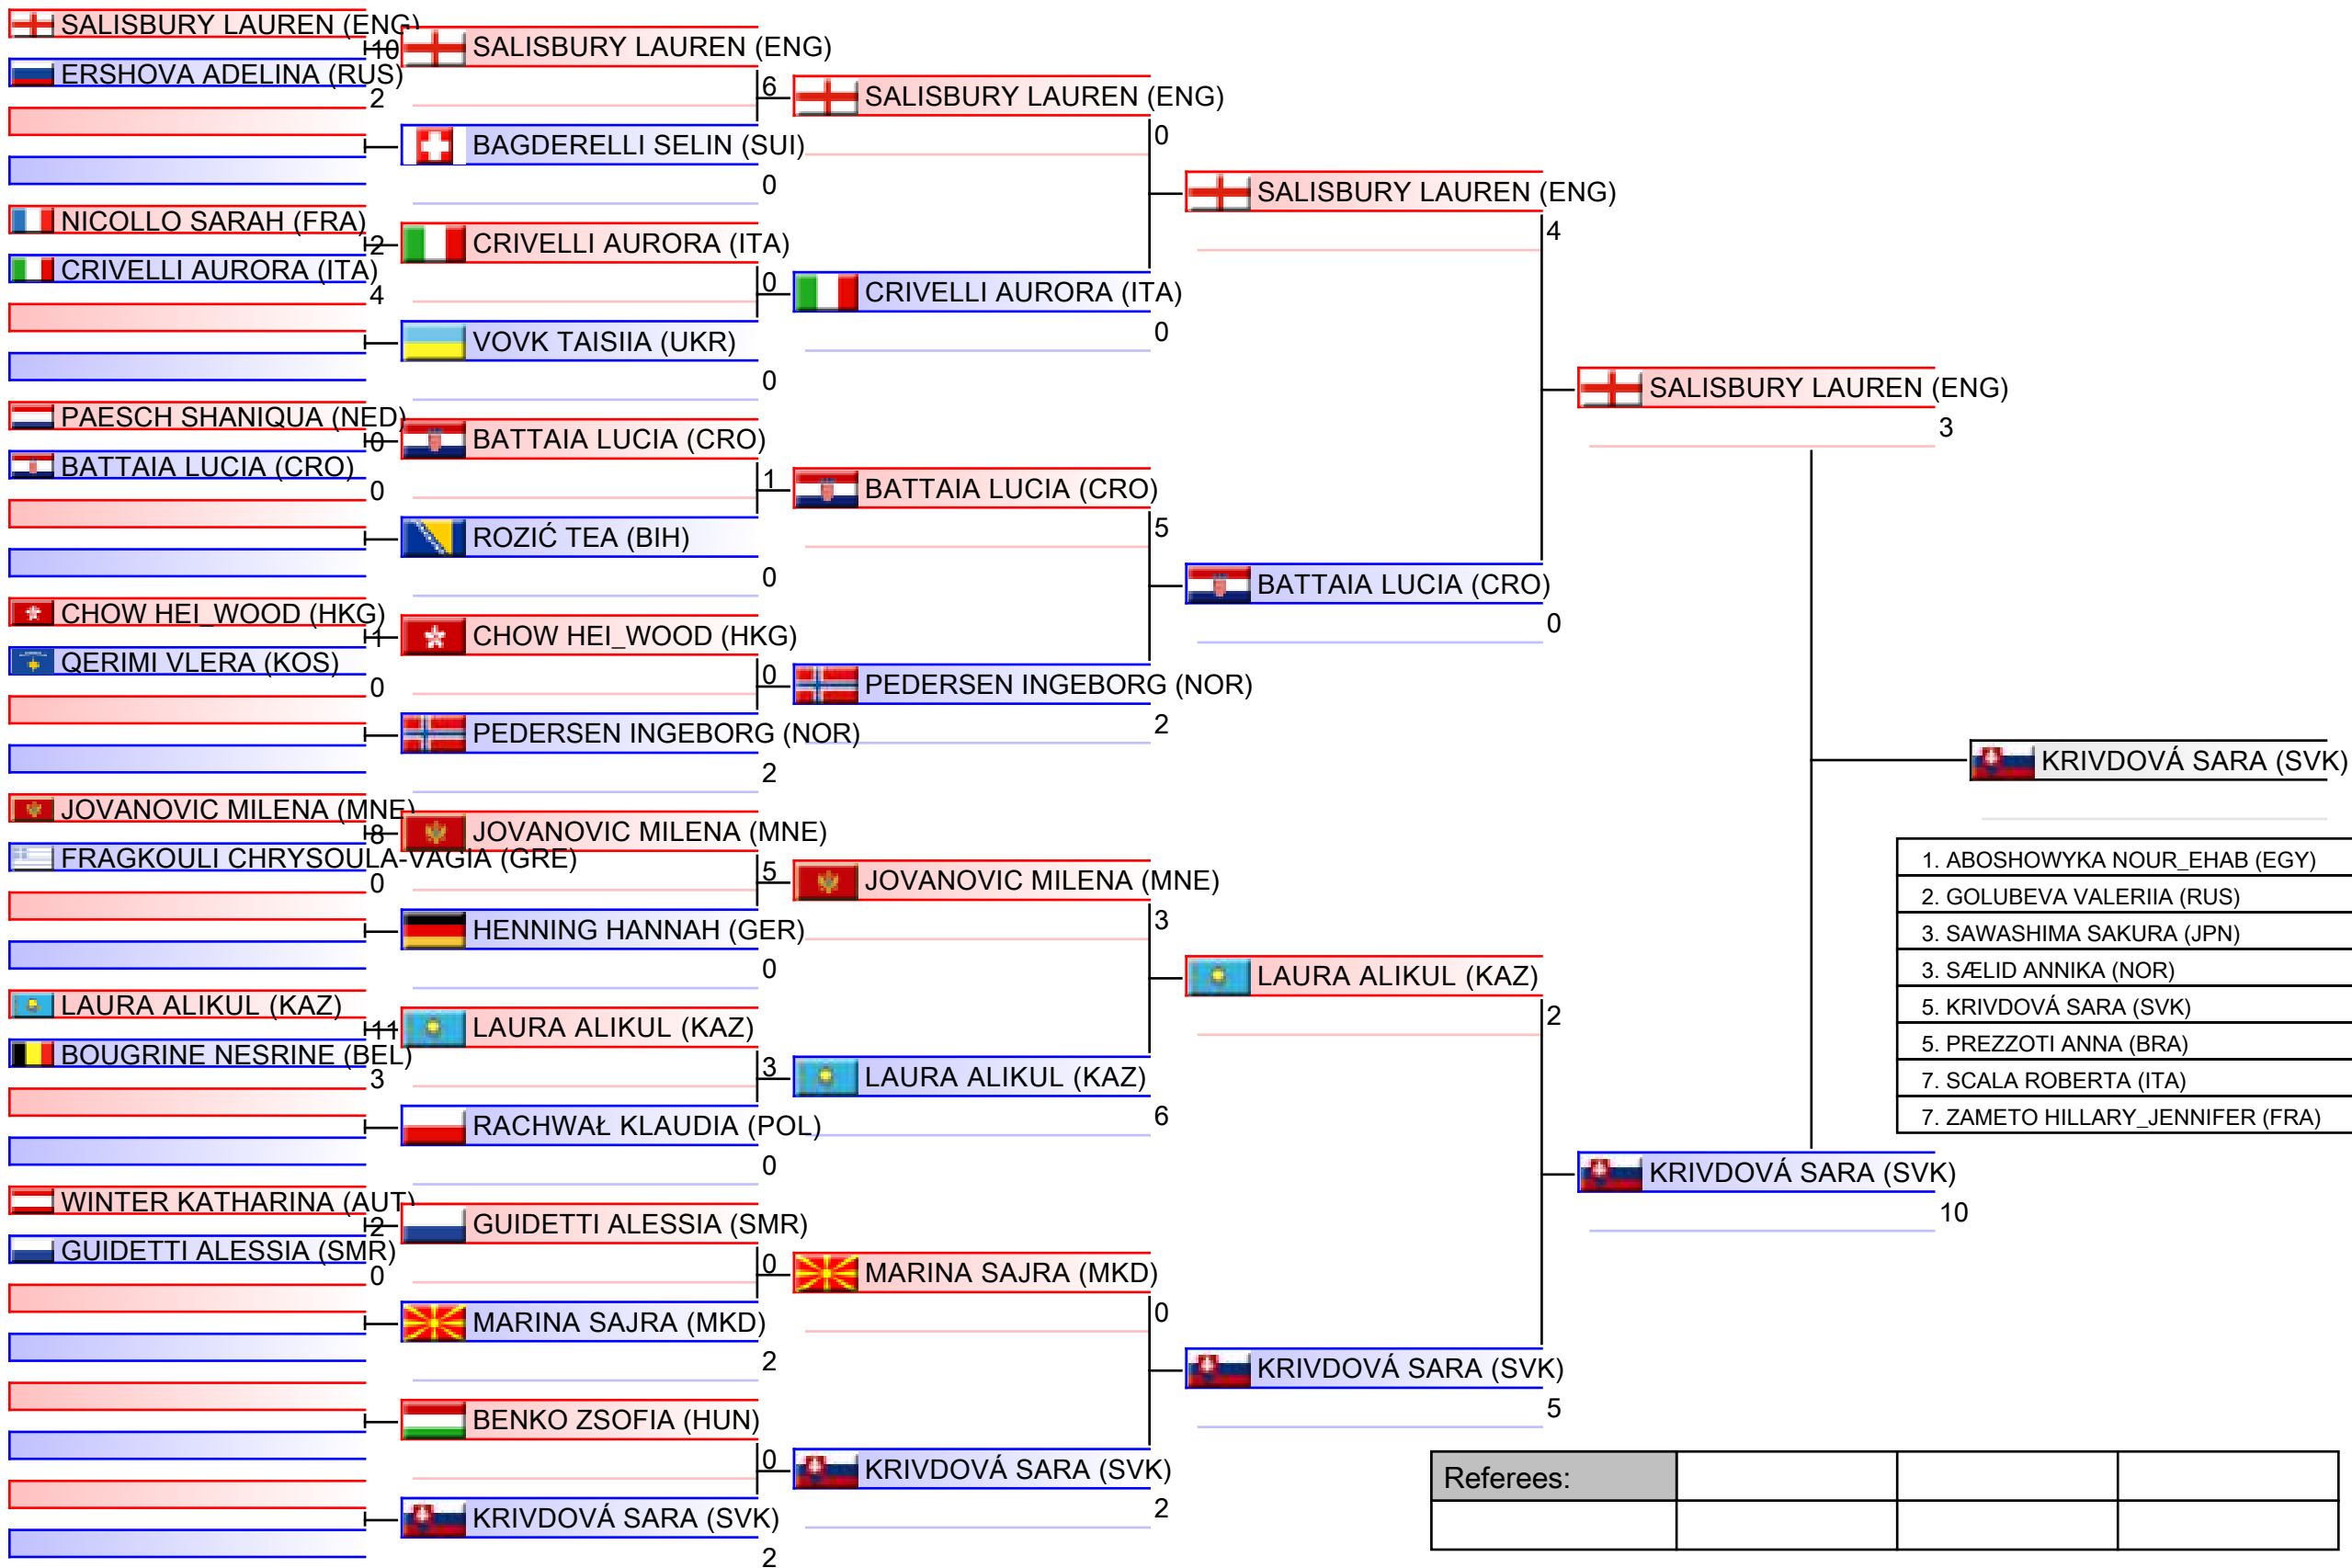 SALISBURY LAUREN (ENG)
10
ERSHOVA ADELINA (RUS)
2
NICOLLO SARAH (FRA)
2
CRIVELLI AURORA (ITA)
4
PAESCH SHANIQUA (NED)
0
BATTAIA LUCIA (CRO)
0
CHOW HEI_WOOD (HKG)
1
QERIMI VLERA (KOS)
0
JOVANOVIC MILENA (MNE)
8
FRAGKOULI CHRYSOULA-VAGIA (GRE)
0
LAURA ALIKUL (KAZ)
11
BOUGRINE NESRINE (BEL)
3
WINTER KATHARINA (AUT)
2
GUIDETTI ALESSIA (SMR)
0
SALISBURY LAUREN (ENG)
6
BAGDERELLI SELIN (SUI)
0
CRIVELLI AURORA (ITA)
0
VOVK TAISIIA (UKR)
0
BATTAIA LUCIA (CRO)
1
ROZIĆ TEA (BIH)
0
CHOW HEI_WOOD (HKG)
0
PEDERSEN INGEBORG (NOR)
2
JOVANOVIC MILENA (MNE)
5
HENNING HANNAH (GER)
0
LAURA ALIKUL (KAZ)
3
RACHWAŁ KLAUDIA (POL)
0
GUIDETTI ALESSIA (SMR)
0
MARINA SAJRA (MKD)
2
BENKO ZSOFIA (HUN)
0
KRIVDOVÁ SARA (SVK)
2
SALISBURY LAUREN (ENG)
0
CRIVELLI AURORA (ITA)
0
BATTAIA LUCIA (CRO)
5
PEDERSEN INGEBORG (NOR)
2
JOVANOVIC MILENA (MNE)
3
LAURA ALIKUL (KAZ)
6
MARINA SAJRA (MKD)
0
KRIVDOVÁ SARA (SVK)
2
SALISBURY LAUREN (ENG)
4
BATTAIA LUCIA (CRO)
0
LAURA ALIKUL (KAZ)
2
KRIVDOVÁ SARA (SVK)
5
SALISBURY LAUREN (ENG)
3
KRIVDOVÁ SARA (SVK)
10
KRIVDOVÁ SARA (SVK)
1. ABOSHOWYKA NOUR_EHAB (EGY)
2. GOLUBEVA VALERIIA (RUS)
3. SAWASHIMA SAKURA (JPN)
3. SÆLID ANNIKA (NOR)
5. KRIVDOVÁ SARA (SVK)
5. PREZZOTI ANNA (BRA)
7. SCALA ROBERTA (ITA)
7. ZAMETO HILLARY_JENNIFER (FRA)
Referees: